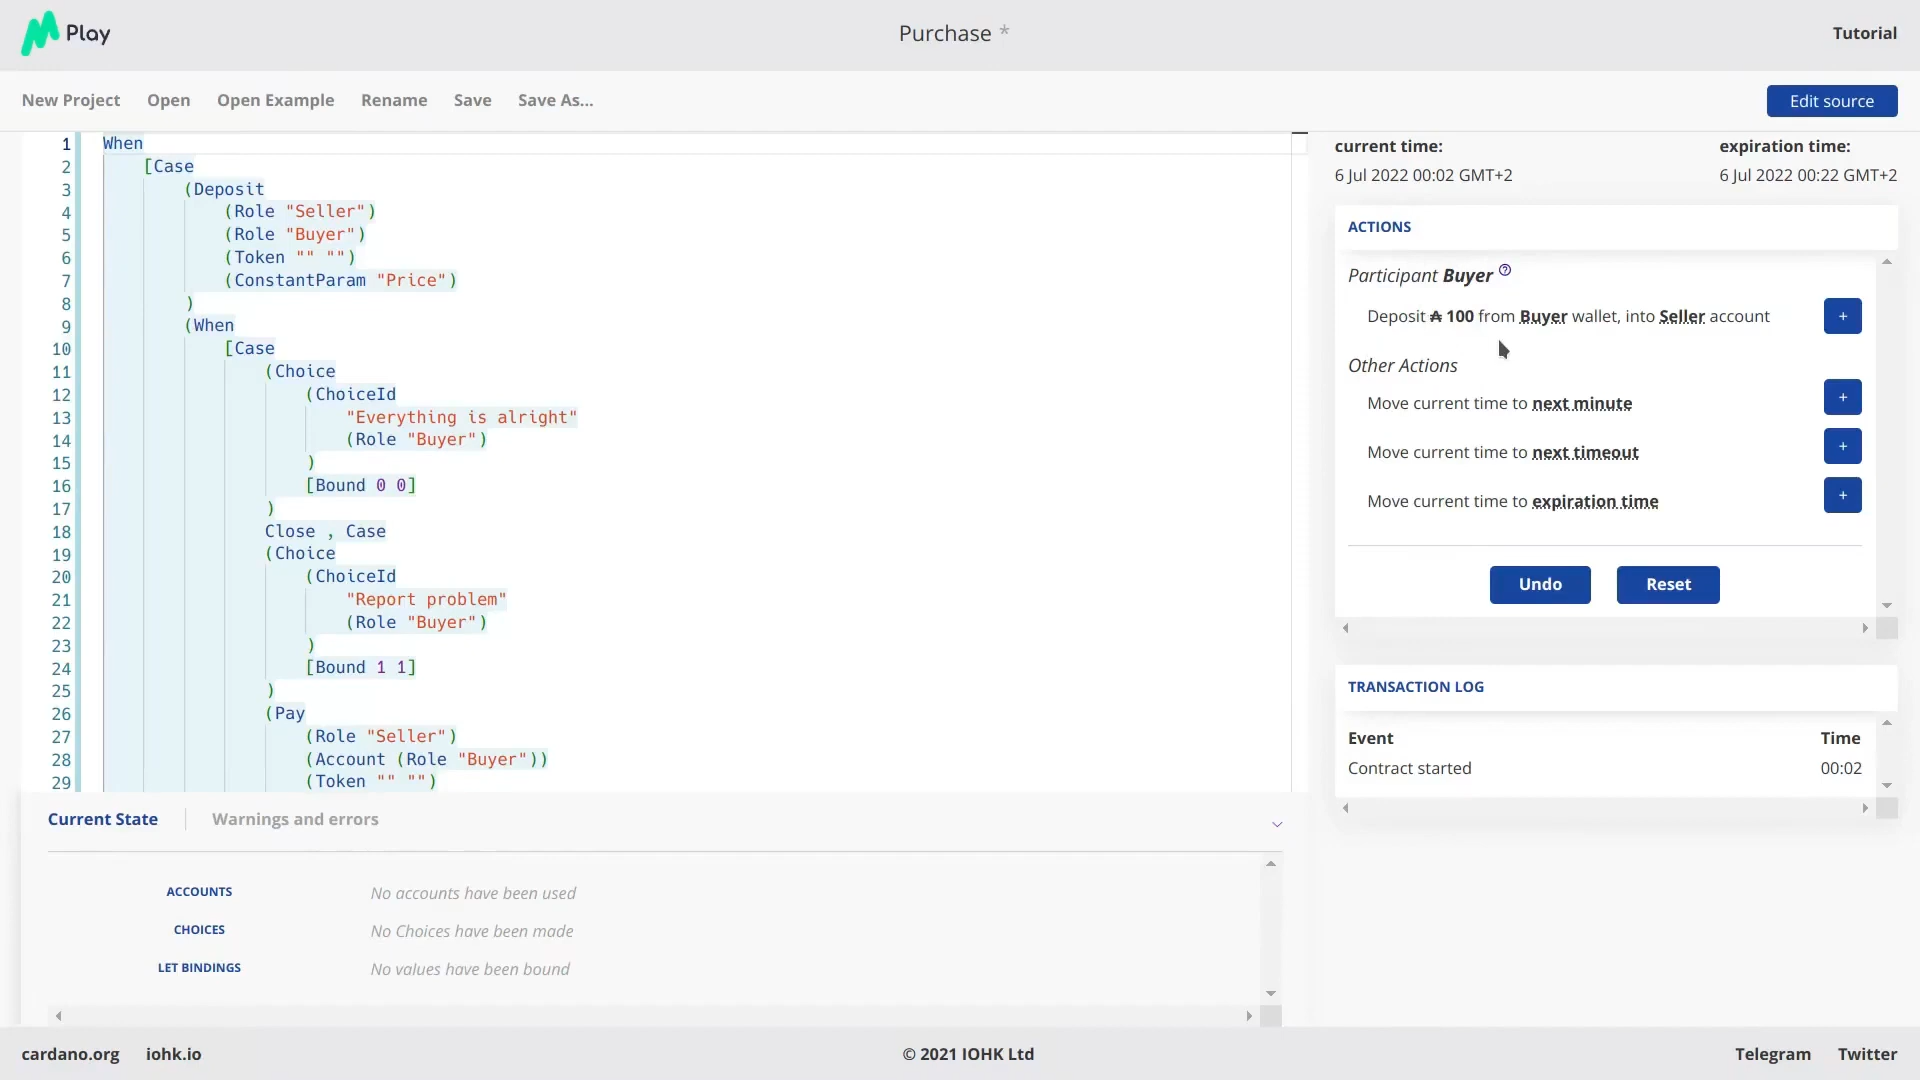 Play
Purchase *
Tutorial
New Project
Open
Open Example
Rename
Save
Save As...
Edit source
1 When
2 [Case
3 (Deposit
4 (Role "Seller")
5 (Role "Buyer")
6 (Token "" "")
7 (ConstantParam "Price")
8 )
9 (When
10 [Case
11 (Choice
12 (ChoiceId
13 "Everything is alright"
14 (Role "Buyer")
15 )
16 [Bound 0 0]
17 )
18 Close , Case
19 (Choice
20 (ChoiceId
21 "Report problem"
22 (Role "Buyer")
23 )
24 [Bound 1 1]
25 )
26 (Pay
27 (Role "Seller")
28 (Account (Role "Buyer"))
29 (Token "" "")
current time:
6 Jul 2022 00:02 GMT+2
expiration time:
6 Jul 2022 00:22 GMT+2
ACTIONS
Participant Buyer ?
Deposit ₳ 100 from Buyer wallet, into Seller account +
Other Actions
Move current time to next minute +
Move current time to next timeout +
Move current time to expiration time +
Undo
Reset
TRANSACTION LOG
Event Time
Contract started 00:02
Current State
Warnings and errors
ACCOUNTS No accounts have been used
CHOICES No Choices have been made
LET BINDINGS No values have been bound
cardano.org
iohk.io
© 2021 IOHK Ltd
Telegram
Twitter